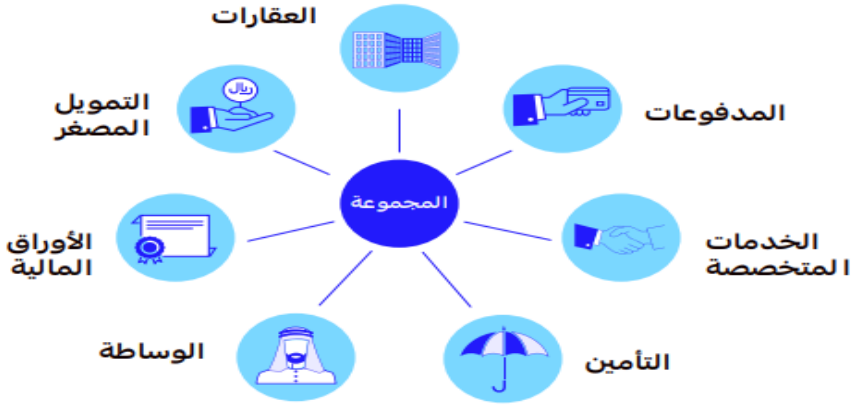 العقارات
المدفوعات
التمويل
المصغر
ريال
المجموعة
الخدمات
المتخصصة
الأوراق
المالية
الوساطة
التأمين